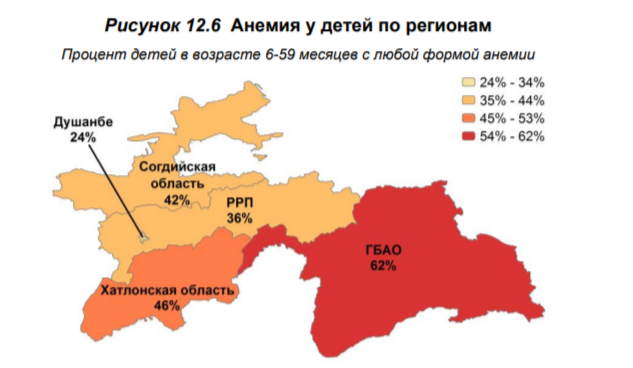 Рисунок 12.6 Анемия у детей по регионам
Процент детей в возрасте 6-59 месяцев с любой формой анемии
24% - 34%
35% - 44%
45% - 53%
54% - 62%
Душанбе
24%
Согдийская
область
42%
РРП
36%
ГБАО
62%
Хатлонская область
46%